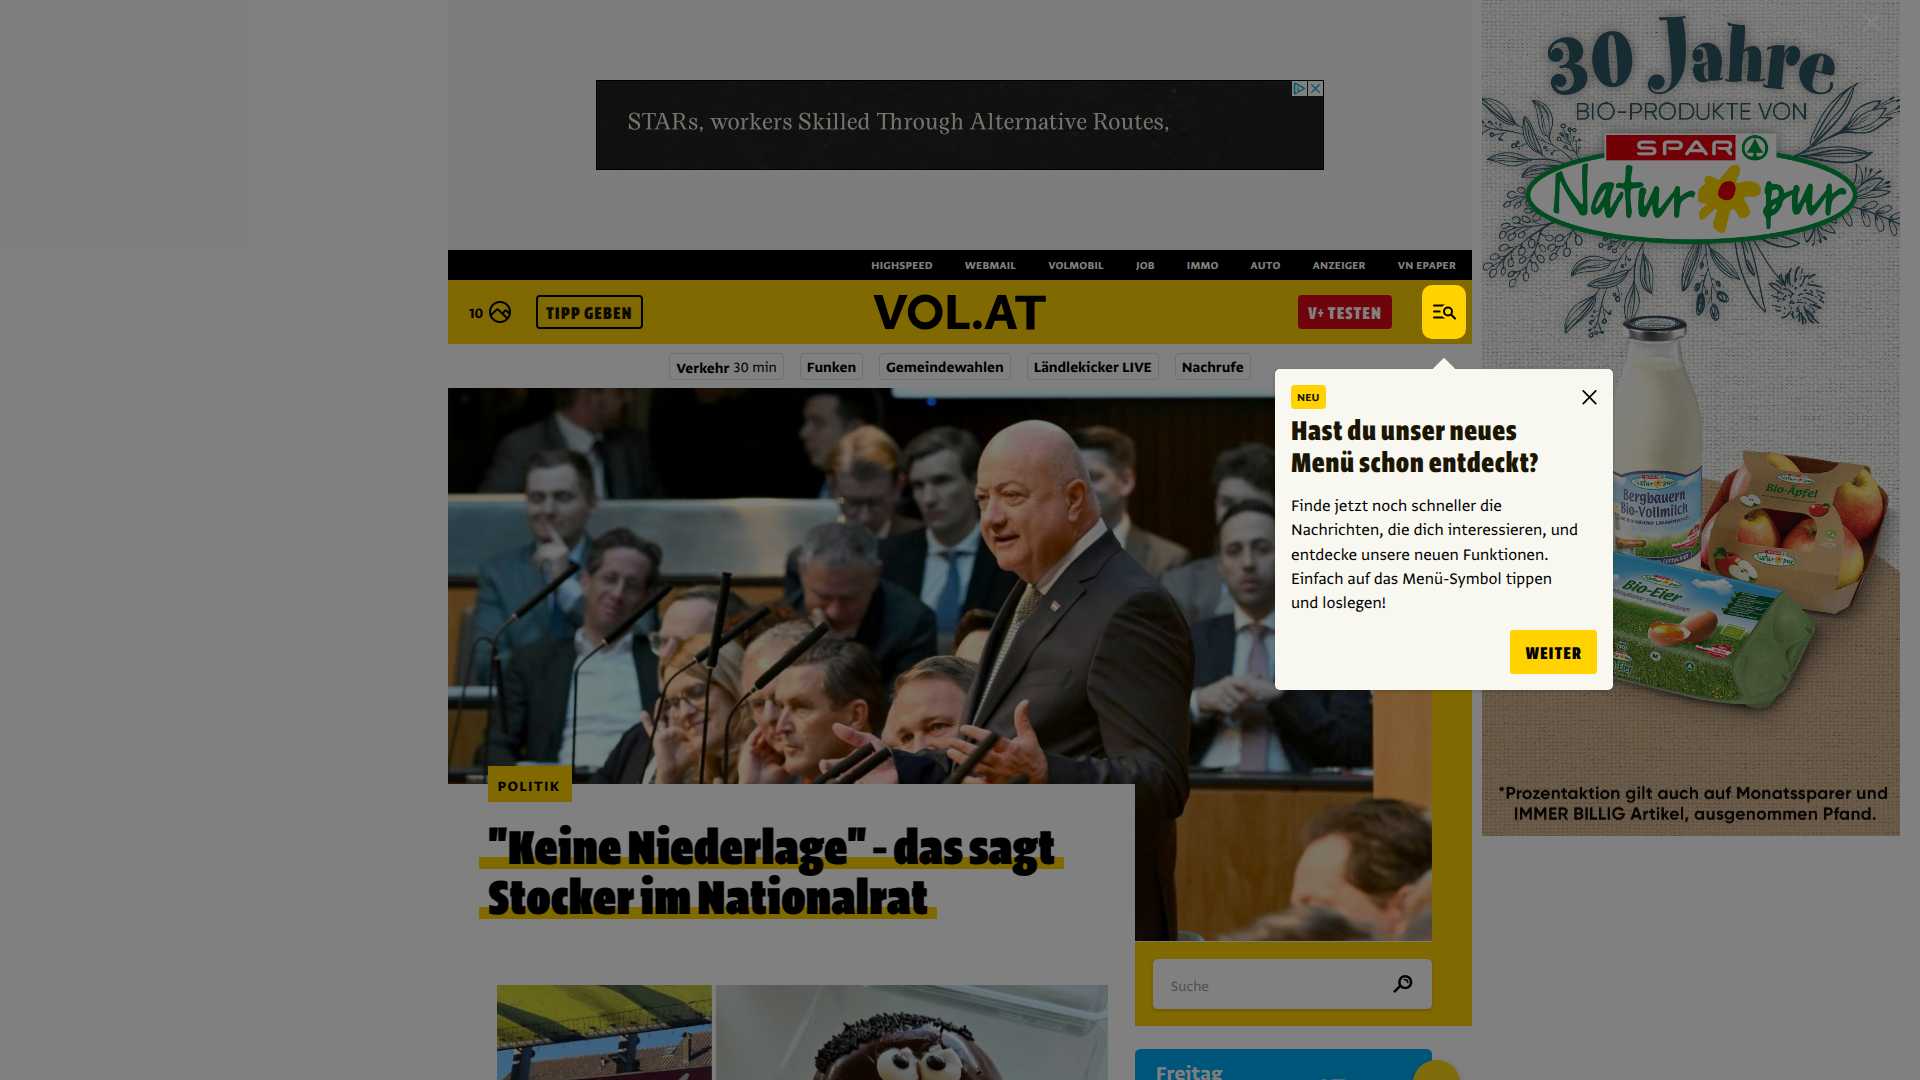 STARs, workers Skilled Through Alternative Routes,
30 Jahre
BIO-PRODUKTE VON
SPAR
Natur pur
HIGHSPEED WEBMAIL VOLMOBIL JOB IMMO AUTO ANZEIGER VN EPAPER
10 TIPP GEBEN VOL.AT V+ TESTEN
Verkehr 30 min Funken Gemeindewahlen Ländlekicker LIVE Nachrufe
NEU
Hast du unser neues
Menü schon entdeckt?
Finde jetzt noch schneller die
Nachrichten, die dich interessieren, und
entdecke unsere neuen Funktionen.
Einfach auf das Menü-Symbol tippen
und loslegen!
WEITER
Bergbauern
Bio-Vollmilch
Bio-Äpfel
Bio-Eier
*Prozentaktion gilt auch auf Monatssparer und
IMMER BILLIG Artikel, ausgenommen Pfand.
POLITIK
"Keine Niederlage" - das sagt
Stocker im Nationalrat
Suche
Freitag